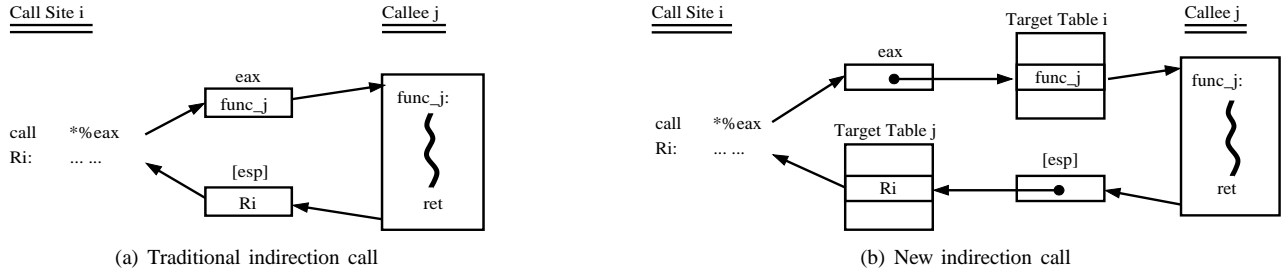 Call Site i
Callee j
eax
func_j
func_j:
call *%eax
Ri: ... ...
[esp]
Ri
ret
(a) Traditional indirection call
Call Site i
Target Table i
Callee j
eax
func_j
func_j:
call *%eax
Ri: ... ...
Target Table j
[esp]
Ri
ret
(b) New indirection call